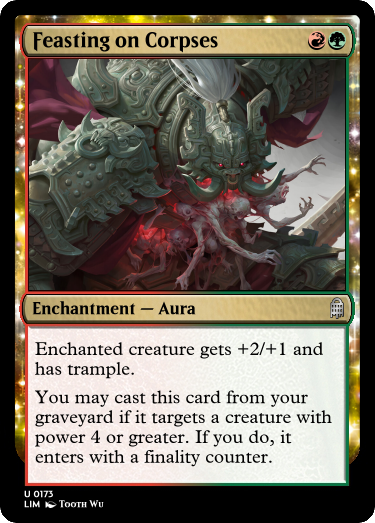 Feasting on Corpses
Enchantment — Aura
Enchanted creature gets +2/+1 and
has trample.
You may cast this card from your
graveyard if it targets a creature with
power 4 or greater. If you do, it
enters with a finality counter.
U 0173
LIM Tooth Wu